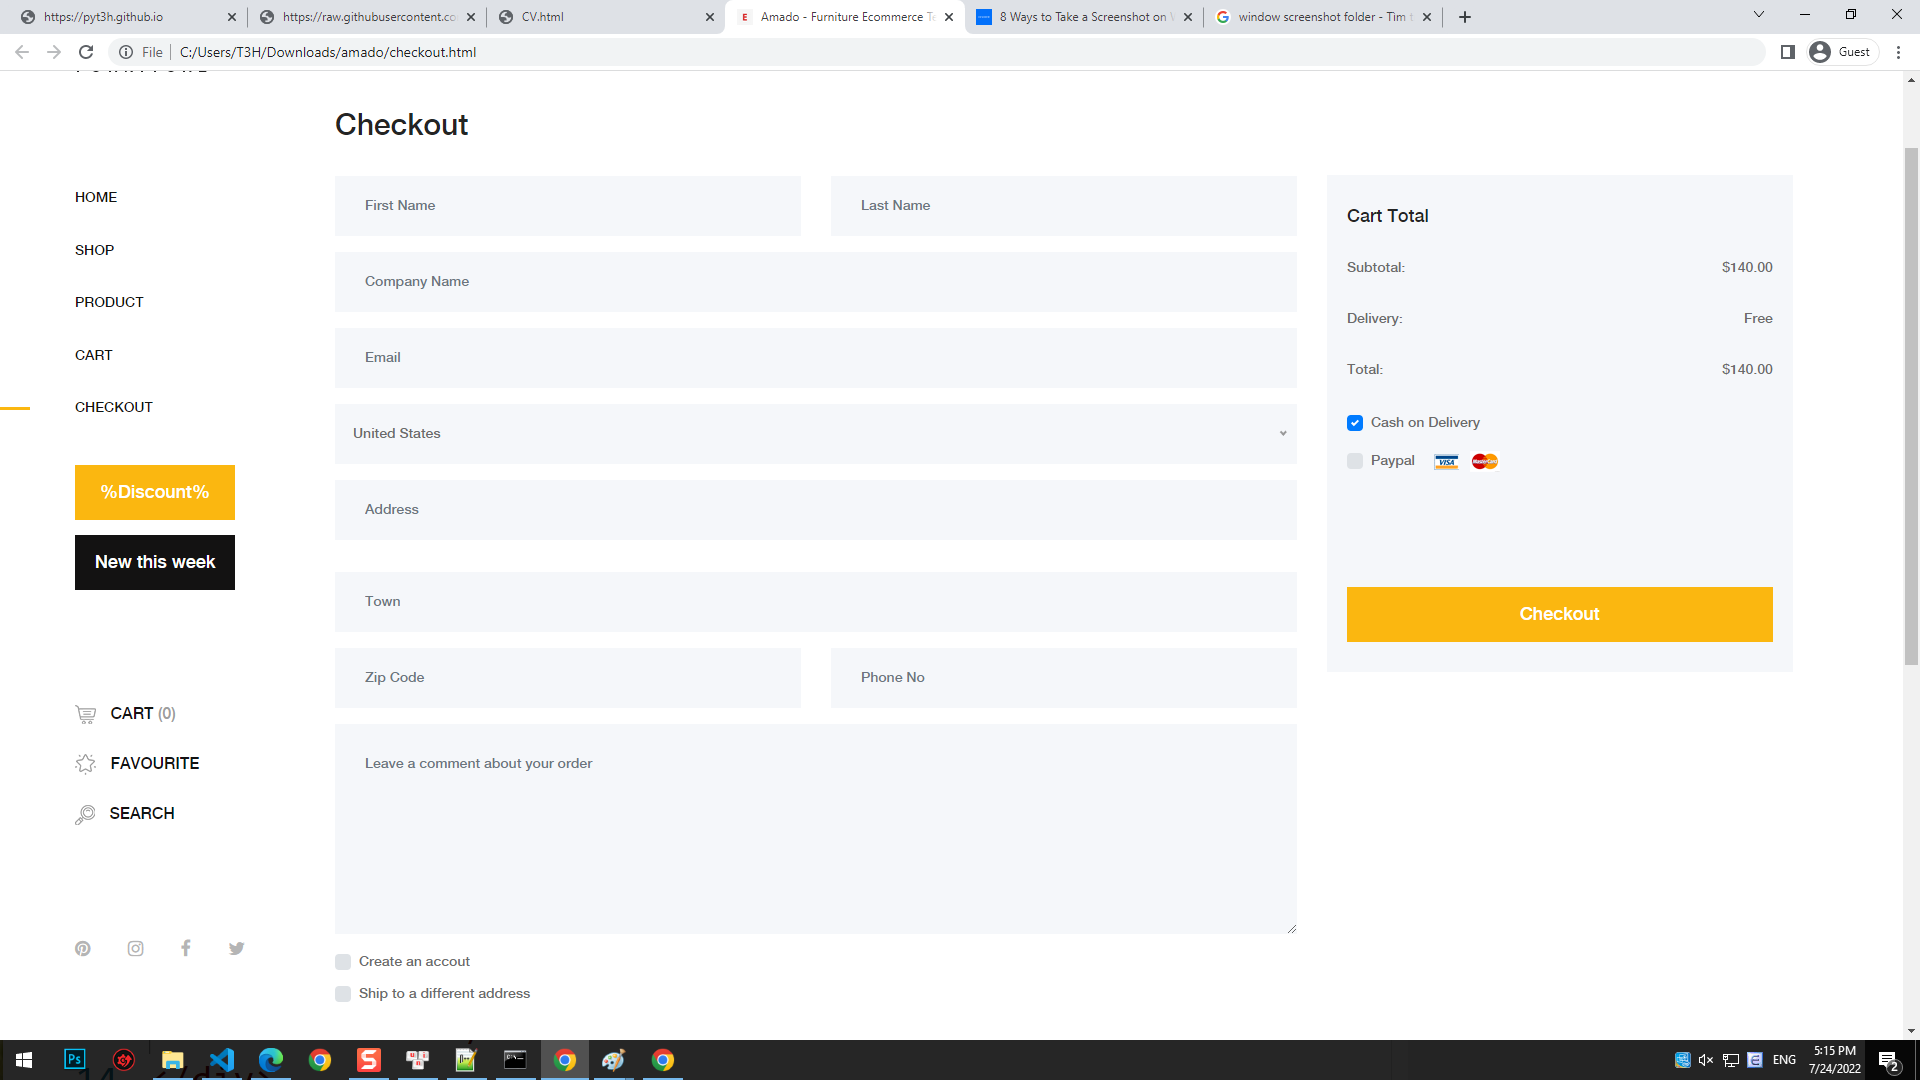 https://pyt3h.github.io
https://raw.githubusercontent.co
CV.html
Amado - Furniture Ecommerce Te
8 Ways to Take a Screenshot on
window screenshot folder - Tìm
File
C:/Users/T3H/Downloads/amado/checkout.html
Guest
Checkout
HOME
SHOP
PRODUCT
CART
CHECKOUT
%Discount%
New this week
CART (0)
FAVOURITE
SEARCH
First Name
Last Name
Company Name
Email
United States
Address
Town
Zip Code
Phone No
Leave a comment about your order
Create an accout
Ship to a different address
Cart Total
Subtotal: $140.00
Delivery: Free
Total: $140.00
Cash on Delivery
Paypal VISA MasterCard
Checkout
ENG
5:15 PM
7/24/2022
2